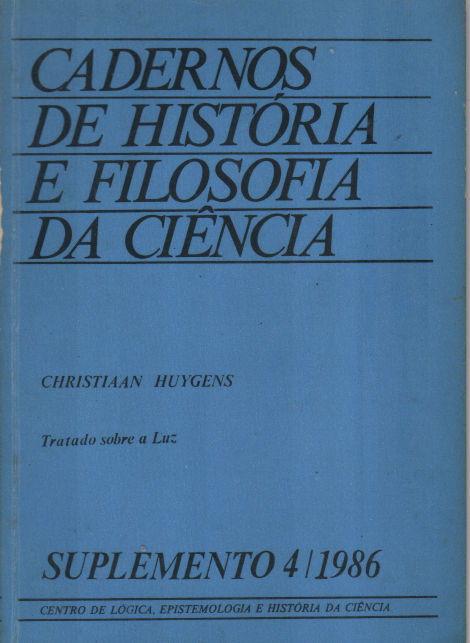 CADERNOS
DE HISTÓRIA
E FILOSOFIA
DA CIÊNCIA
CHRISTIAAN HUYGENS
Tratado sobre a Luz
SUPLEMENTO 4/1986
CENTRO DE LÓGICA, EPISTEMOLOGIA E HISTÓRIA DA CIÊNCIA